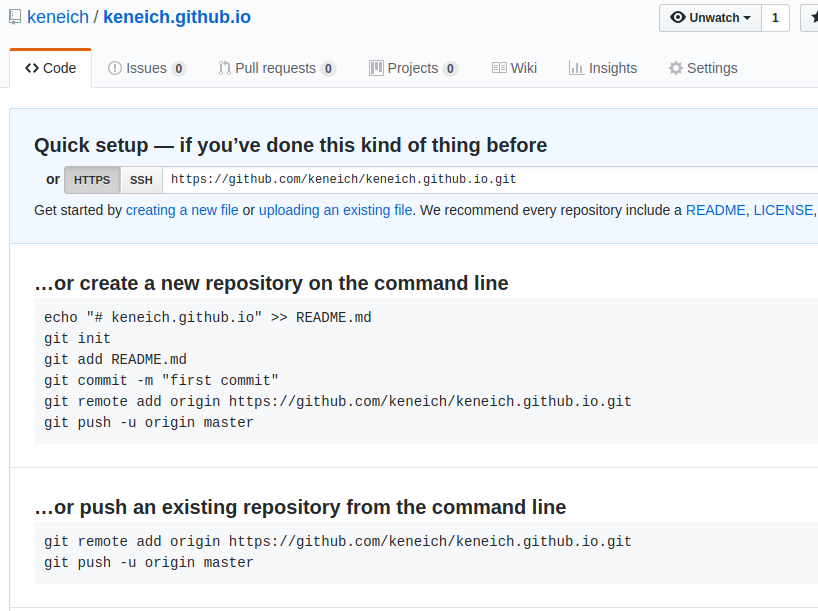 keneich / keneich.github.io
Unwatch 1
Code Issues 0 Pull requests 0 Projects 0 Wiki Insights Settings
Quick setup — if you’ve done this kind of thing before
or HTTPS SSH https://github.com/keneich/keneich.github.io.git
Get started by creating a new file or uploading an existing file. We recommend every repository include a README, LICENSE,
…or create a new repository on the command line
echo "# keneich.github.io" >> README.md
git init
git add README.md
git commit -m "first commit"
git remote add origin https://github.com/keneich/keneich.github.io.git
git push -u origin master
…or push an existing repository from the command line
git remote add origin https://github.com/keneich/keneich.github.io.git
git push -u origin master